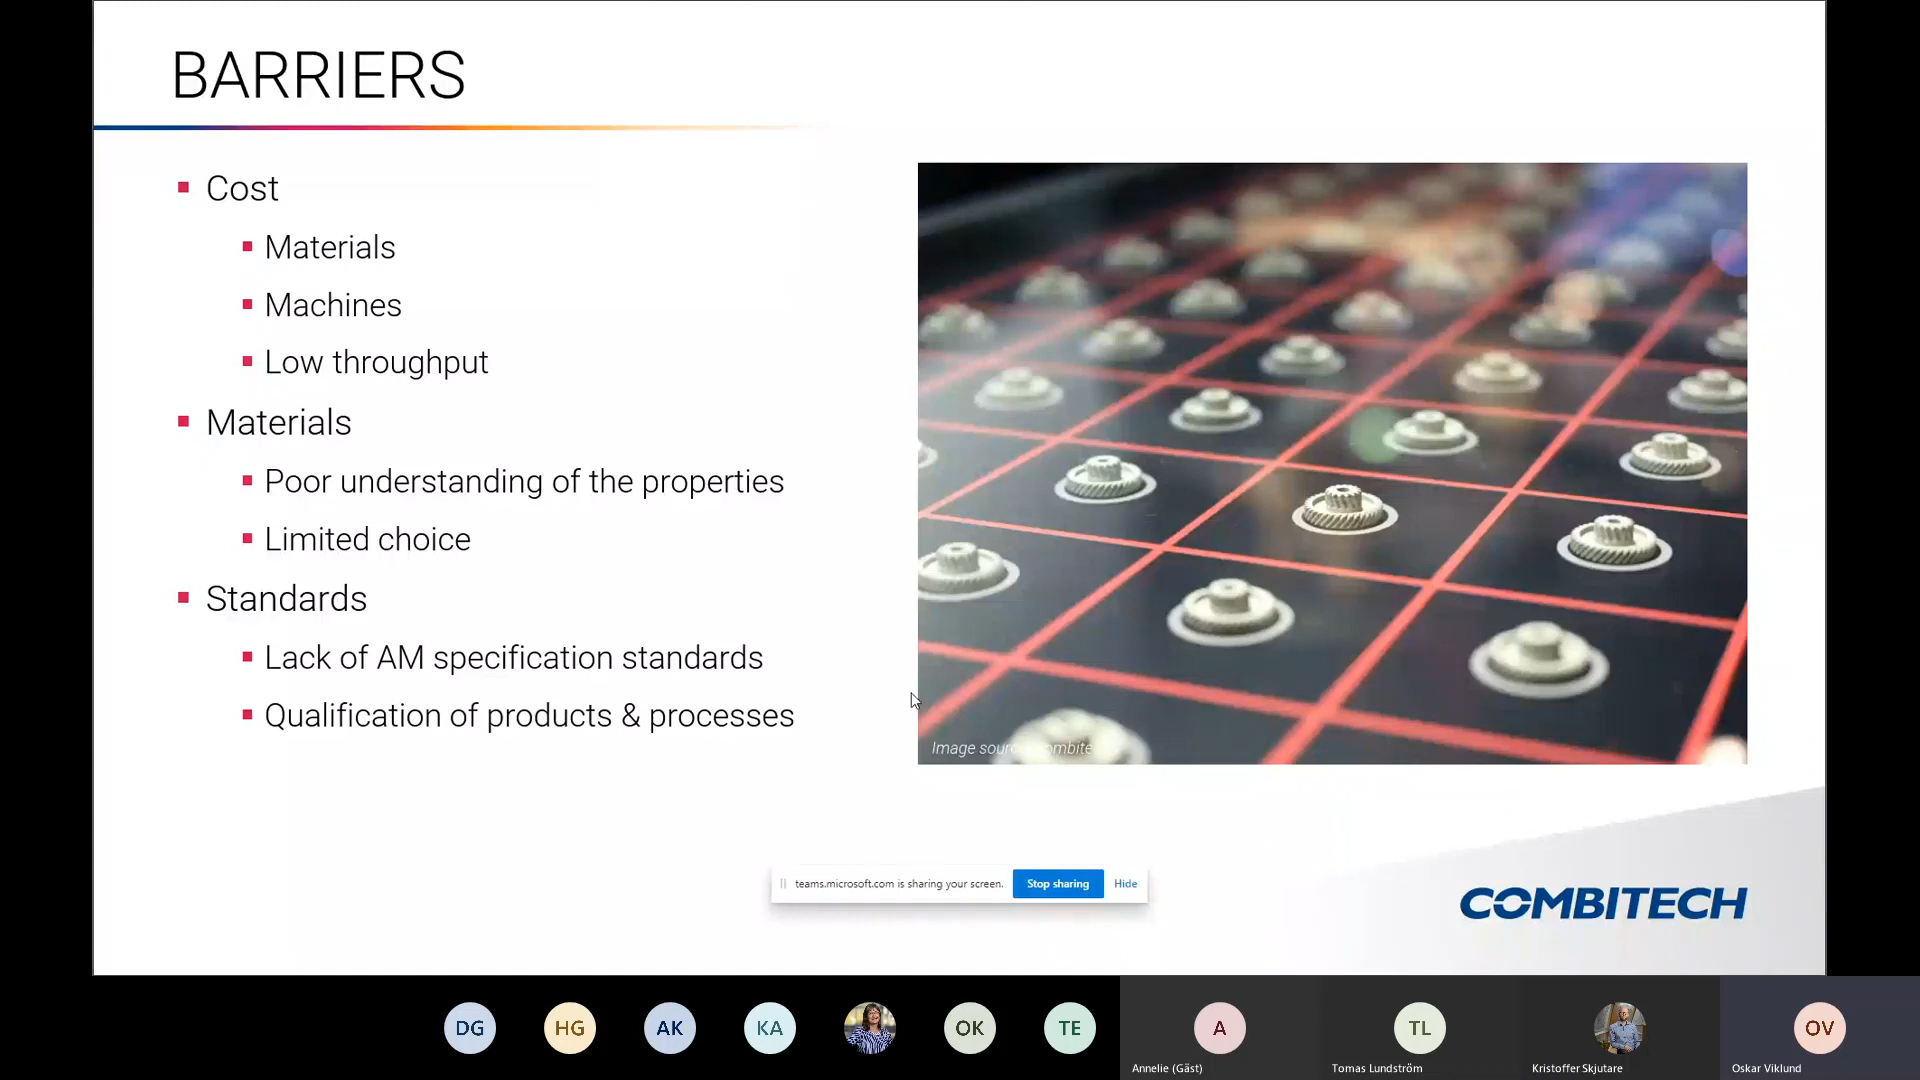 BARRIERS
Cost
Materials
Machines
Low throughput
Materials
Poor understanding of the properties
Limited choice
Standards
Lack of AM specification standards
Qualification of products & processes
Image
teams.microsoft.com is sharing your screen.
Stop sharing
Hide
COMBITECH
DG
HG
AK
KA
OK
TE
A
TL
OV
Annelie (Gäst)
Tomas Lundström
Kristoffer Skjutare
Oskar Viklund